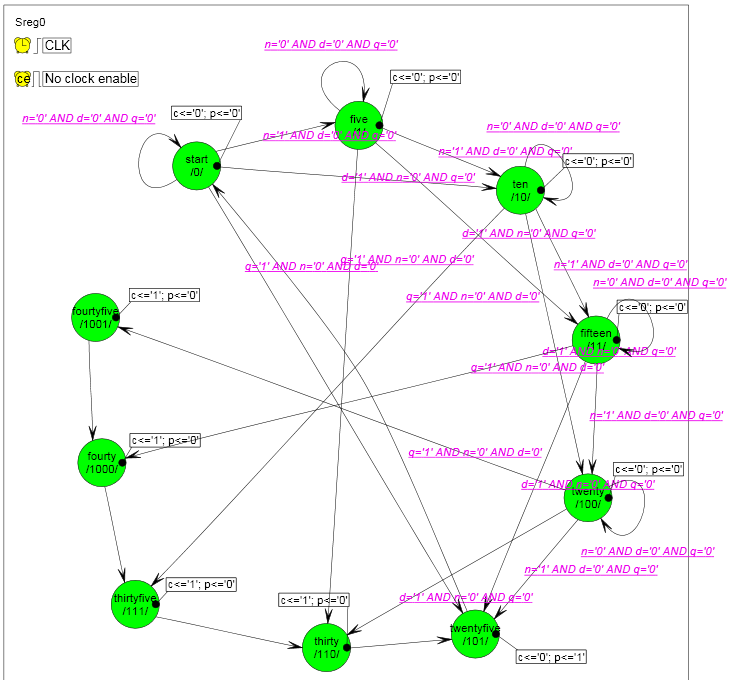 Sreg0
CLK
ce
No clock enable
n='0' AND d='0' AND q='0'
c<='0'; p<='0'
five
/1/
n='0' AND d='0' AND q='0'
c<='0'; p<='0'
n='1' AND d='0' AND q='0'
n='0' AND d='0' AND q='0'
n='1' AND d='0' AND q='0'
start
/0/
c<='0'; p<='0'
d='1' AND n='0' AND q='0'
ten
/10/
d='1' AND n='0' AND q='0'
q='1' AND n='0' AND d='0'
q='1' AND n='0' AND d='0'
n='1' AND d='0' AND q='0'
n='0' AND d='0' AND q='0'
c<='1'; p<='0'
q='1' AND n='0' AND d='0'
fourtyfive
/1001/
c<='0'; p<='0'
fifteen
/11/
d='1' AND n='0' AND q='0'
q='1' AND n='0' AND d='0'
n='1' AND d='0' AND q='0'
c<='1'; p<='0'
fourty
/1000/
q='1' AND n='0' AND d='0'
c<='0'; p<='0'
d='1' AND n='0' AND q='0'
twenty
/100/
n='0' AND d='0' AND q='0'
n='1' AND d='0' AND q='0'
c<='1'; p<='0'
thirtyfive
/111/
c<='1'; p<='0'
d='1' AND n='0' AND q='0'
thirty
/110/
twentyfive
/101/
c<='0'; p<='1'